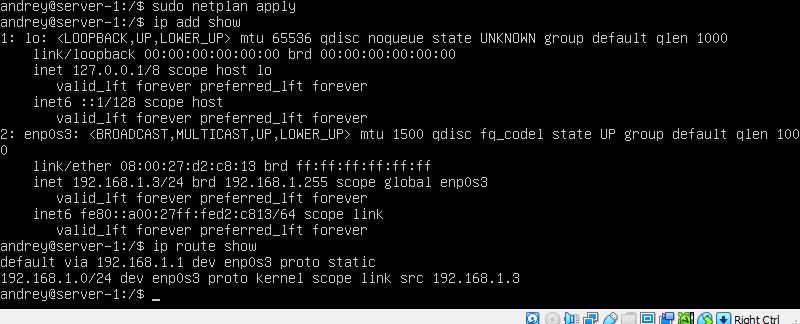 andrey@server-1:/$ sudo netplan apply
andrey@server-1:/$ ip add show
1: lo: <LOOPBACK,UP,LOWER_UP> mtu 65536 qdisc noqueue state UNKNOWN group default qlen 1000
    link/loopback 00:00:00:00:00:00 brd 00:00:00:00:00:00
    inet 127.0.0.1/8 scope host lo
       valid_lft forever preferred_lft forever
    inet6 ::1/128 scope host
       valid_lft forever preferred_lft forever
2: enp0s3: <BROADCAST,MULTICAST,UP,LOWER_UP> mtu 1500 qdisc fq_codel state UP group default qlen 100
0
    link/ether 08:00:27:d2:c8:13 brd ff:ff:ff:ff:ff:ff
    inet 192.168.1.3/24 brd 192.168.1.255 scope global enp0s3
       valid_lft forever preferred_lft forever
    inet6 fe80::a00:27ff:fed2:c813/64 scope link
       valid_lft forever preferred_lft forever
andrey@server-1:/$ ip route show
default via 192.168.1.1 dev enp0s3 proto static
192.168.1.0/24 dev enp0s3 proto kernel scope link src 192.168.1.3
andrey@server-1:/$ _
Right Ctrl